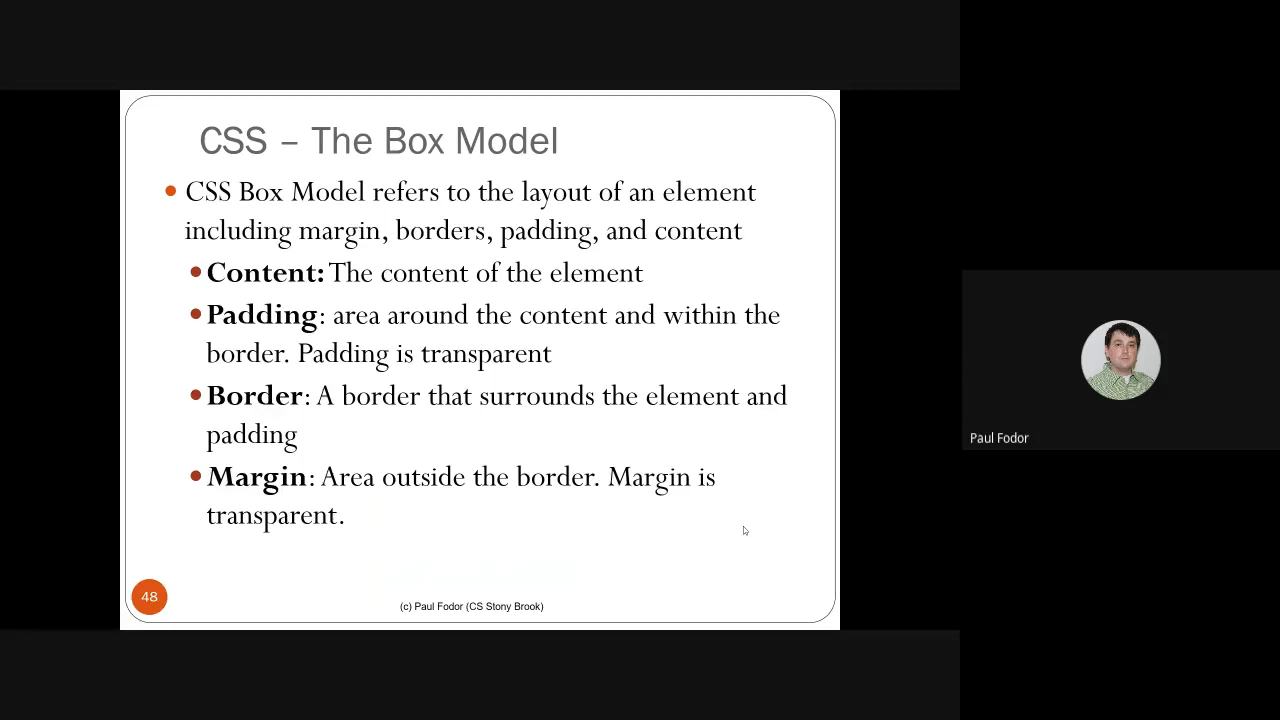 CSS – The Box Model
• CSS Box Model refers to the layout of an element
including margin, borders, padding, and content
• Content: The content of the element
• Padding: area around the content and within the
border. Padding is transparent
• Border: A border that surrounds the element and
padding
• Margin: Area outside the border. Margin is
transparent.
48
(c) Paul Fodor (CS Stony Brook)
Paul Fodor